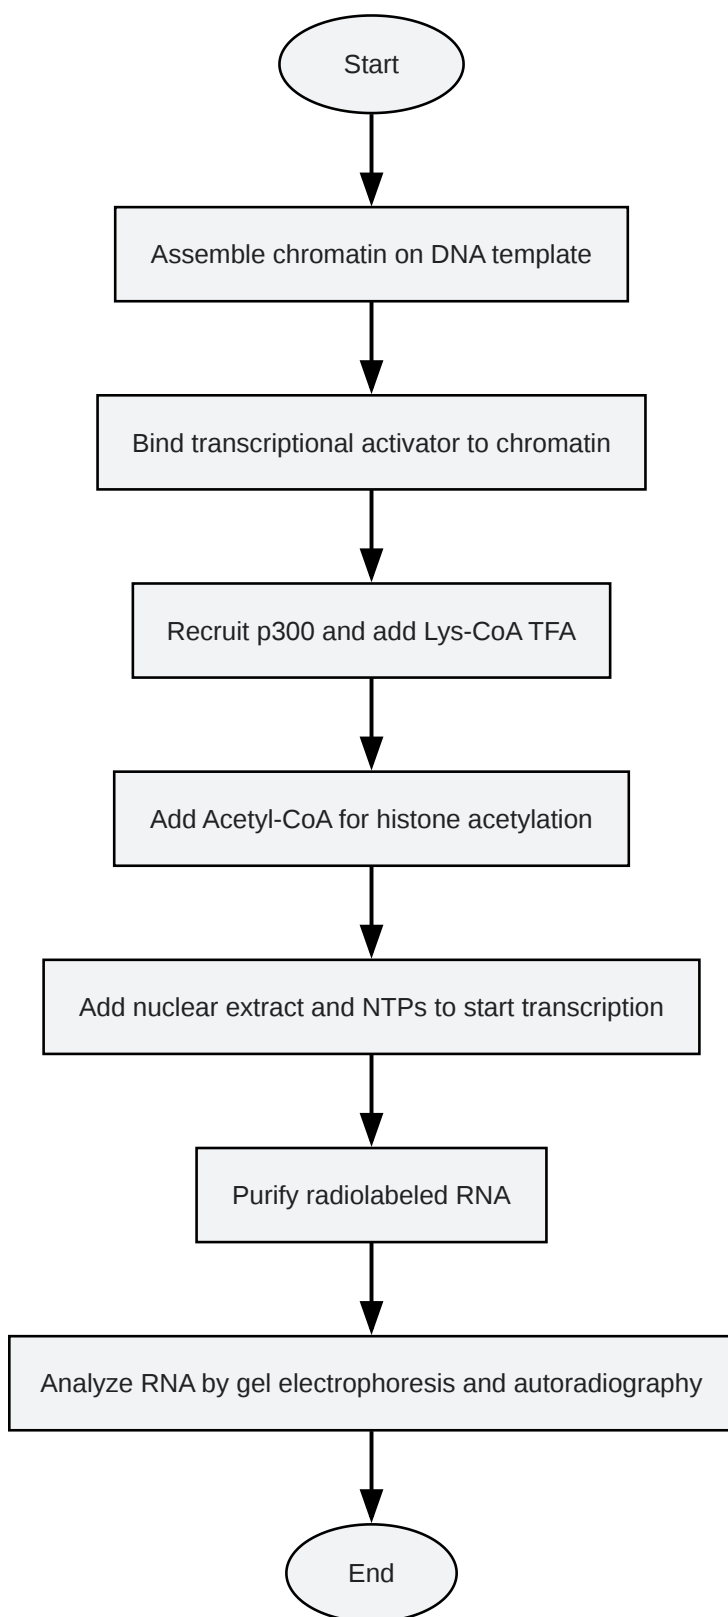 Start
Assemble chromatin on DNA template
Bind transcriptional activator to chromatin
Recruit p300 and add Lys-CoA TFA
Add Acetyl-CoA for histone acetylation
Add nuclear extract and NTPs to start transcription
Purify radiolabeled RNA
Analyze RNA by gel electrophoresis and autoradiography
End